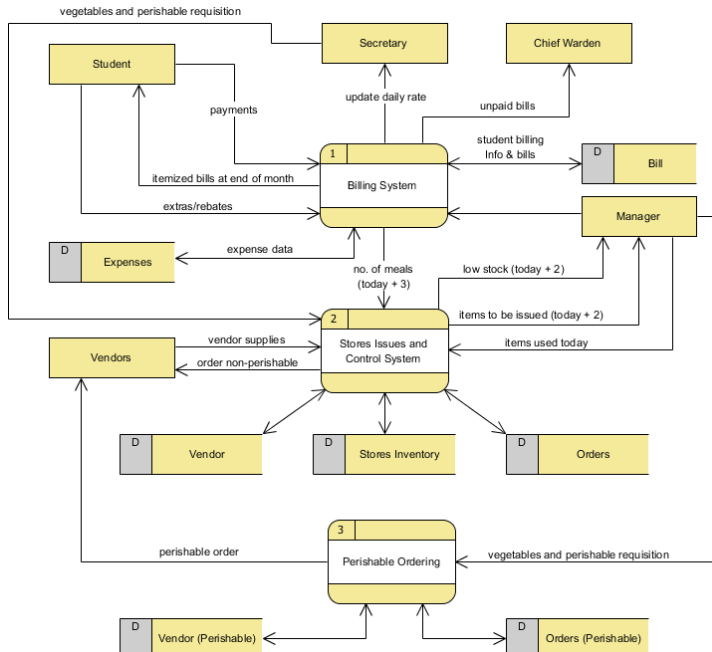 vegetables and perishable requisition
Secretary
Chief Warden
Student
update daily rate
unpaid bills
payments
student billing
Info & bills
1
D
Bill
itemized bills at end of month
Billing System
extras/rebates
Manager
D
Expenses
expense data
no. of meals
(today + 3)
low stock (today + 2)
2
items to be issued (today + 2)
vendor supplies
Stores Issues and
Control System
Vendors
items used today
order non-perishable
D
Vendor
D
Stores Inventory
D
Orders
3
perishable order
Perishable Ordering
vegetables and perishable requisition
D
Vendor (Perishable)
D
Orders (Perishable)